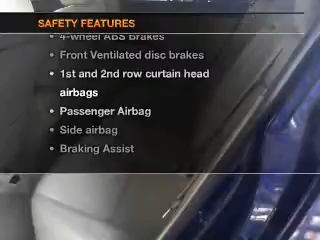 SAFETY FEATURES
• 4-wheel ABS Brakes
• Front Ventilated disc brakes
• 1st and 2nd row curtain head
airbags
• Passenger Airbag
• Side airbag
• Braking Assist